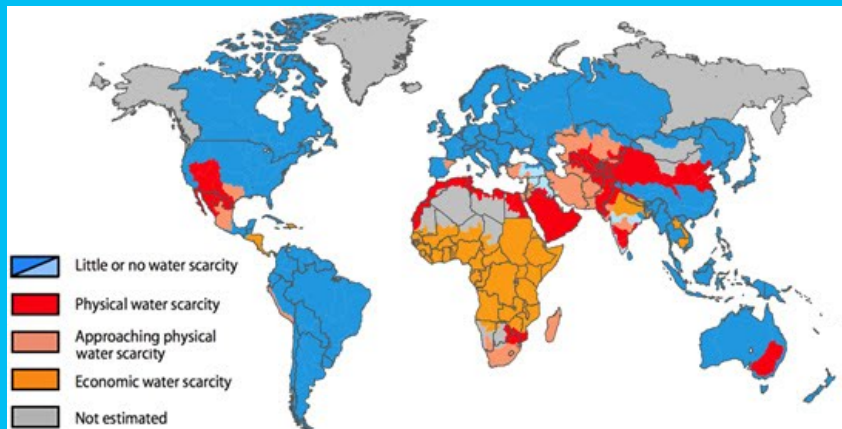 Little or no water scarcity
Physical water scarcity
Approaching physical
water scarcity
Economic water scarcity
Not estimated